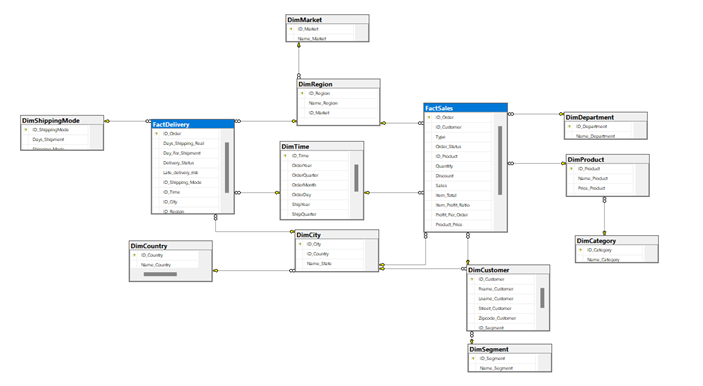 DimMarket
ID_Market
Name_Market
DimRegion
ID_Region
Name_Region
ID_Market
DimShippingMode
ID_ShippingMode
Days_Shipment
FactDelivery
ID_Order
Days_Shipping_Real
Day_For_Shipment
Delivery_Status
Late_delivery_risk
ID_Shipping_Mode
ID_Time
ID_City
ID_Region
DimTime
ID_Time
OrderYear
OrderQuarter
OrderMonth
OrderDay
ShipYear
ShipQuarter
FactSales
ID_Order
ID_Customer
Type
Order_Status
ID_Product
Quantity
Discount
Sales
Item_Total
Item_Profit_Ratio
Profit_Per_Order
Product_Price
DimDepartment
ID_Department
Name_Department
DimProduct
ID_Product
Name_Product
Price_Product
DimCategory
ID_Category
Name_Category
DimCity
ID_City
ID_Country
Name_State
DimCountry
ID_Country
Name_Country
DimCustomer
ID_Customer
Fname_Customer
Lname_Customer
Street_Customer
Zipcode_Customer
ID_Segment
DimSegment
ID_Segment
Name_Segment